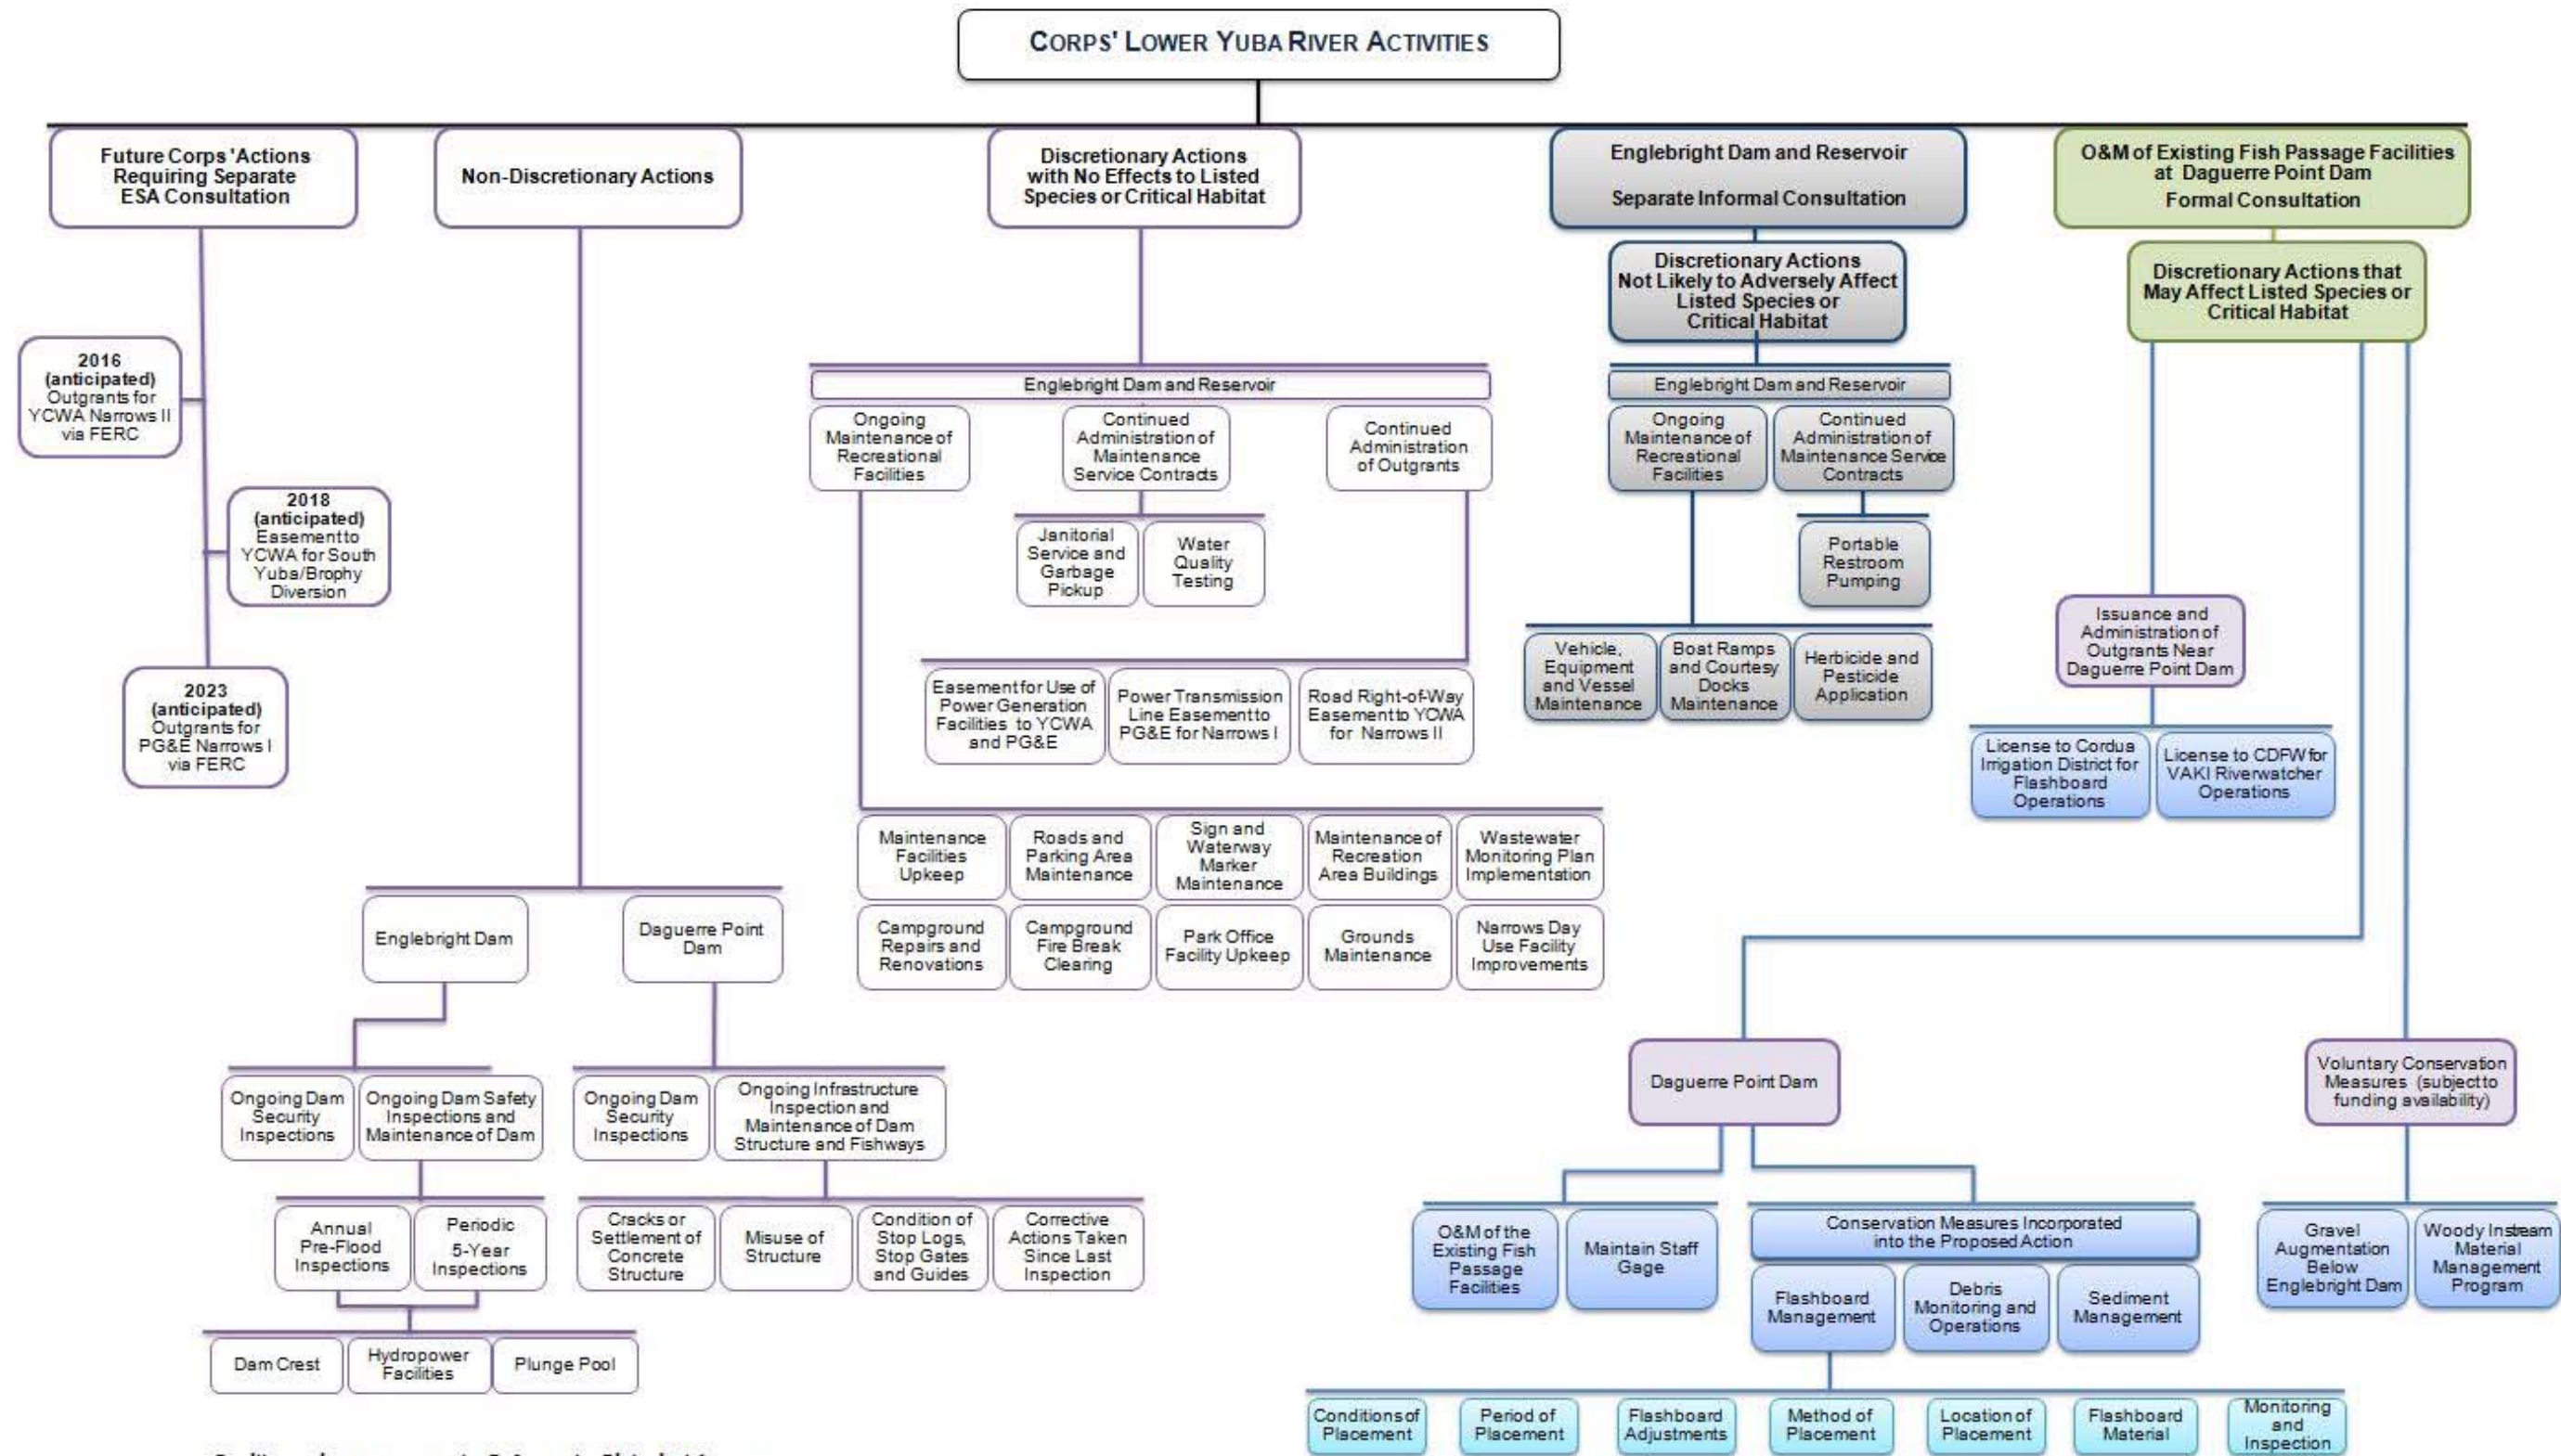 CORPS' LOWER YUBA RIVER ACTIVITIES
Future Corps 'Actions
Requiring Separate
ESA Consultation
Non-Discretionary Actions
Discretionary Actions
with No Effects to Listed
Species or Critical Habitat
Englebright Dam and Reservoir
Separate Informal Consultation
O&M of Existing Fish Passage Facilities
at Daguerre Point Dam
Formal Consultation
Discretionary Actions
Not Likely to Adversely Affect
Listed Species or
Critical Habitat
Discretionary Actions that
May Affect Listed Species or
Critical Habitat
2016
(anticipated)
Outgrants for
YCWA Narrows II
via FERC
2018
(anticipated)
Easement to
YCWA for South
Yuba/Brophy
Diversion
2023
(anticipated)
Outgrants for
PG&E Narrows I
via FERC
Englebright Dam and Reservoir
Ongoing
Maintenance of
Recreational
Facilities
Continued
Administration of
Maintenance
Service Contracts
Continued
Administration
of Outgrants
Janitorial
Service and
Garbage
Pickup
Water
Quality
Testing
Easement for Use of
Power Generation
Facilities to YCWA
and PG&E
Power Transmission
Line Easement to
PG&E for Narrows I
Road Right-of-Way
Easement to YCWA
for Narrows II
Maintenance
Facilities
Upkeep
Roads and
Parking Area
Maintenance
Sign and
Waterway
Marker
Maintenance
Maintenance of
Recreation
Area Buildings
Wastewater
Monitoring Plan
Implementation
Campground
Repairs and
Renovations
Campground
Fire Break
Clearing
Park Office
Facility Upkeep
Grounds
Maintenance
Narrows Day
Use Facility
Improvements
Englebright Dam and Reservoir
Ongoing
Maintenance of
Recreational
Facilities
Continued
Administration of
Maintenance Service
Contracts
Portable
Restroom
Pumping
Vehicle,
Equipment
and Vessel
Maintenance
Boat Ramps
and Courtesy
Docks
Maintenance
Herbicide and
Pesticide
Application
Issuance and
Administration of
Outgrants Near
Daguerre Point Dam
License to Cordua
Irrigation District for
Flashboard
Operations
License to CDFW for
VAKI Riverwatcher
Operations
Englebright Dam
Daguerre Point
Dam
Ongoing Dam
Security
Inspections
Ongoing Dam Safety
Inspections and
Maintenance of Dam
Ongoing Dam
Security
Inspections
Ongoing Infrastructure
Inspection and
Maintenance of Dam
Structure and Fishways
Annual
Pre-Flood
Inspections
Periodic
5-Year
Inspections
Cracks or
Settlement of
Concrete
Structure
Misuse of
Structure
Condition of
Stop Logs,
Stop Gates
and Guides
Corrective
Actions Taken
Since Last
Inspection
Dam Crest
Hydropower
Facilities
Plunge Pool
Daguerre Point Dam
Voluntary Conservation
Measures (subject to
funding availability)
O&M of the
Existing Fish
Passage
Facilities
Maintain Staff
Gage
Conservation Measures Incorporated
into the Proposed Action
Flashboard
Management
Debris
Monitoring and
Operations
Sediment
Management
Gravel
Augmentation
Below
Englebright Dam
Woody Instream
Material
Management
Program
Conditions of
Placement
Period of
Placement
Flashboard
Adjustments
Method of
Placement
Location of
Placement
Flashboard
Material
Monitoring
and
Inspection